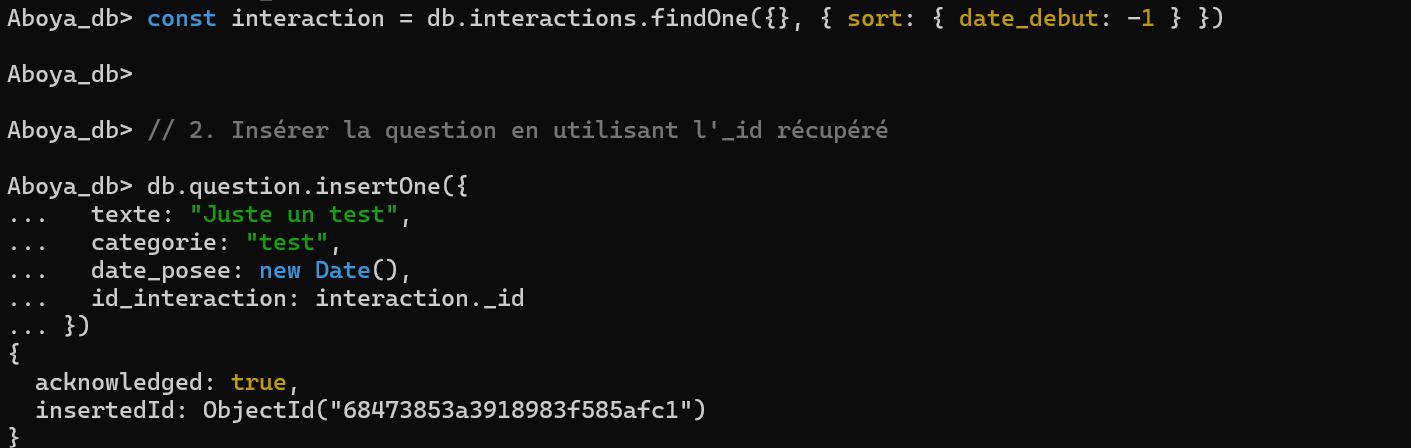 Aboya_db> const interaction = db.interactions.findOne({}, { sort: { date_debut: -1 } })
Aboya_db>
Aboya_db> // 2. Insérer la question en utilisant l'_id récupéré
Aboya_db> db.question.insertOne({
...   texte: "Juste un test",
...   categorie: "test",
...   date_posee: new Date(),
...   id_interaction: interaction._id
... })
{
  acknowledged: true,
  insertedId: ObjectId("68473853a3918983f585afc1")
}